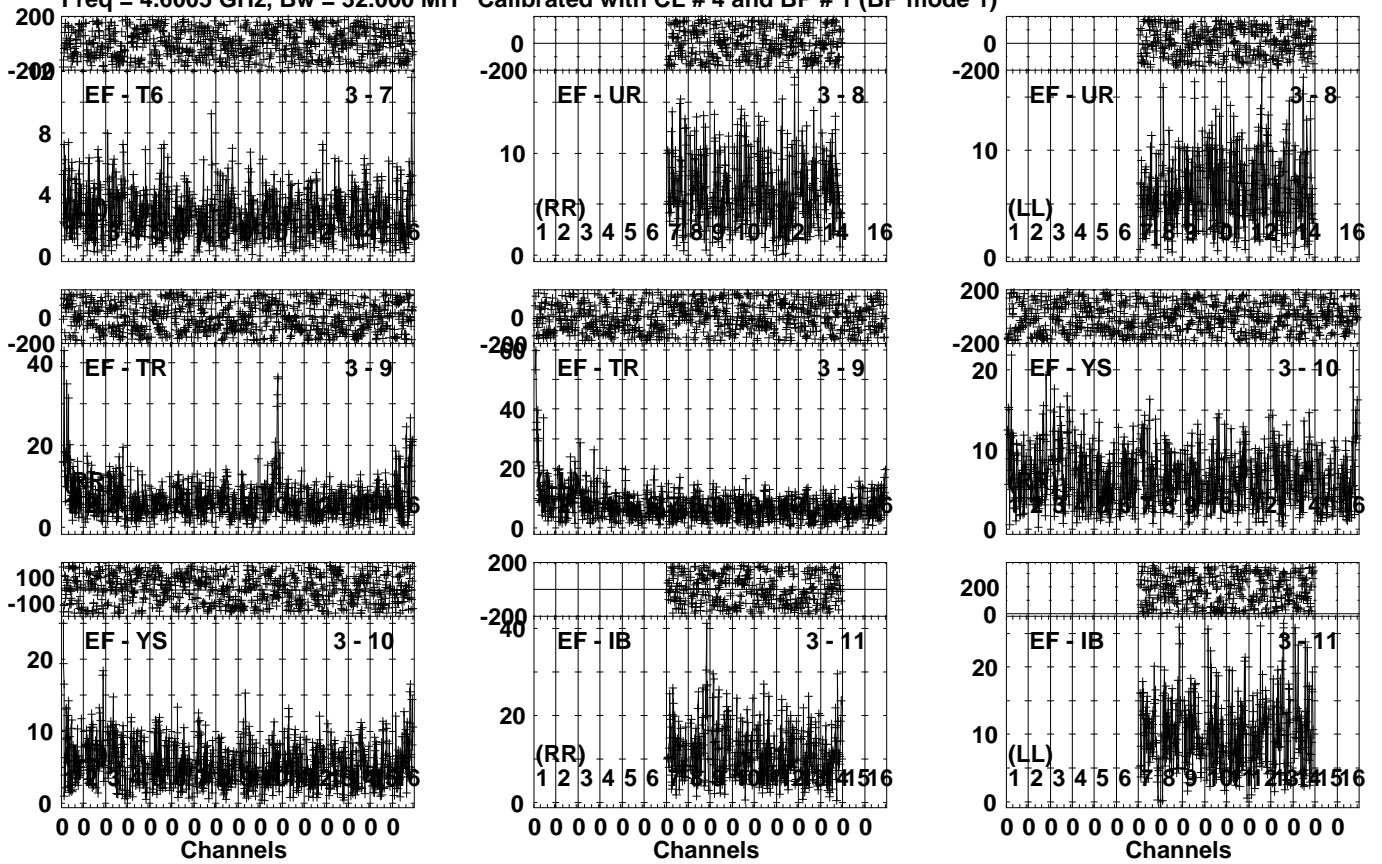 Freq = 4.6005 GHz, Bw = 32.000 MH Calibrated with CL # 4 and BP # 1 (BP mode 1)
200
-200
EF - T6 3 - 7
8
4
0
0
-200
EF - UR 3 - 8
10
0
(RR)
1 2 3 4 5 6 7 8 9 10 12 14 16
0
-200
EF - UR 3 - 8
10
0
(LL)
1 2 3 4 5 6 7 8 9 10 12 14 16
0
-200
40
EF - TR 3 - 9
20
0
0
-200
60
EF - TR 3 - 9
40
20
0
200
-200
EF - YS 3 - 10
20
10
0
100
-100
EF - YS 3 - 10
20
10
0
200
-200
40
EF - IB 3 - 11
20
0
(RR)
1 2 3 4 5 6 7 8 9 10 12 14 15 16
200
0
EF - IB 3 - 11
20
10
0
(LL)
1 2 3 4 5 6 7 8 9 10 11 12 13 14 15 16
0 0 0 0 0 0 0 0 0 0 0 0 0 0 0 0
Channels
0 0 0 0 0 0 0 0 0 0 0 0 0 0 0 0
Channels
0 0 0 0 0 0 0 0 0 0 0 0 0 0 0 0
Channels